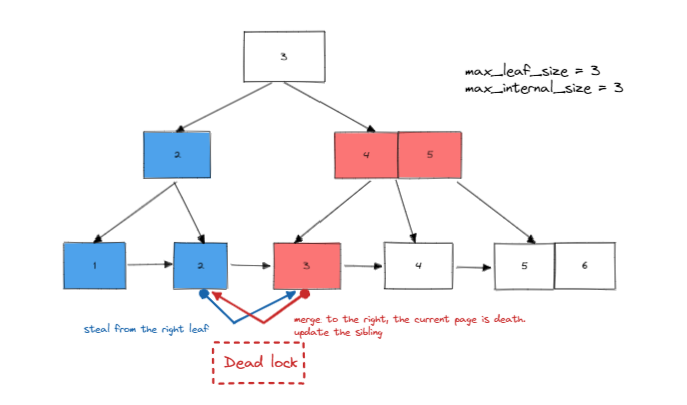 3
max_leaf_size = 3
max_internal_size = 3
2
4
5
1
2
3
4
5
6
steal from the right leaf
merge to the right, the current page is death.
update the sibling
Dead lock